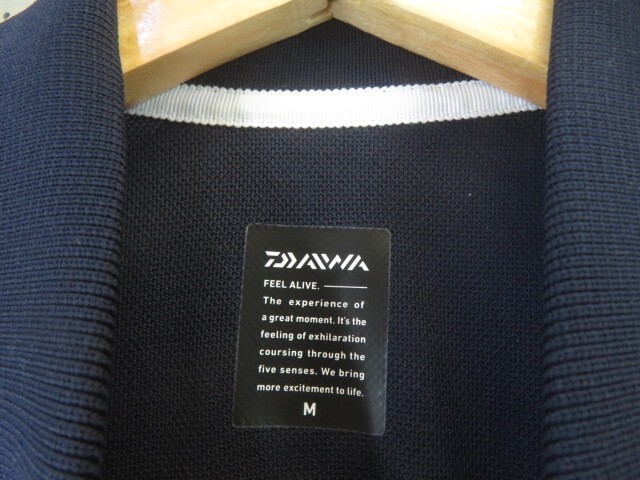 DAIWA
FEEL ALIVE.
The experience of
a great moment. It's the
feeling of exhilaration
coursing through the
five senses. We bring
more excitement to life.
M